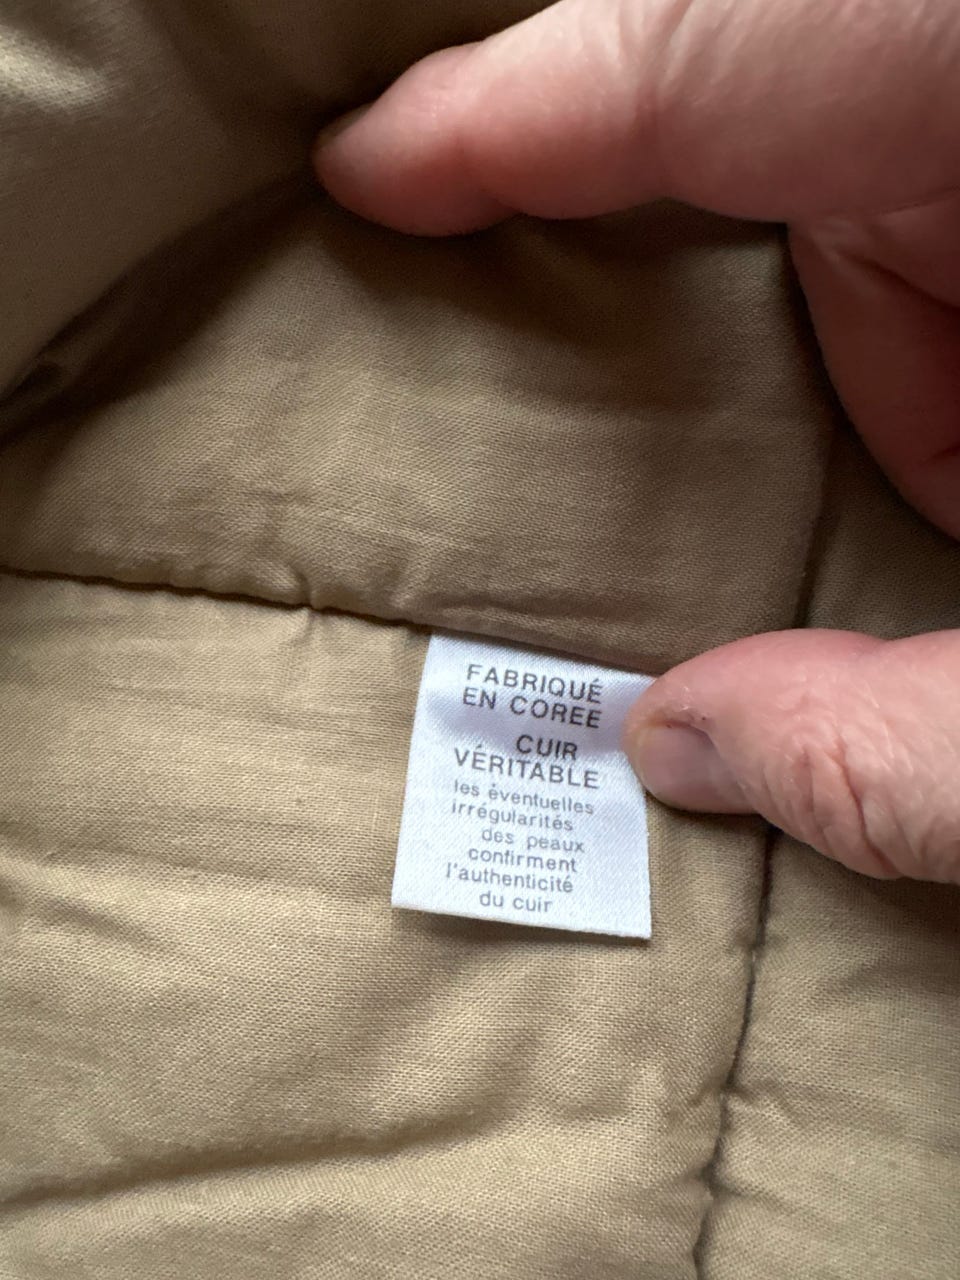 FABRIQUÉ
EN COREE
CUIR
VÉRITABLE
les éventuelles
irrégularités
des peaux
confirment
l'authenticité
du cuir